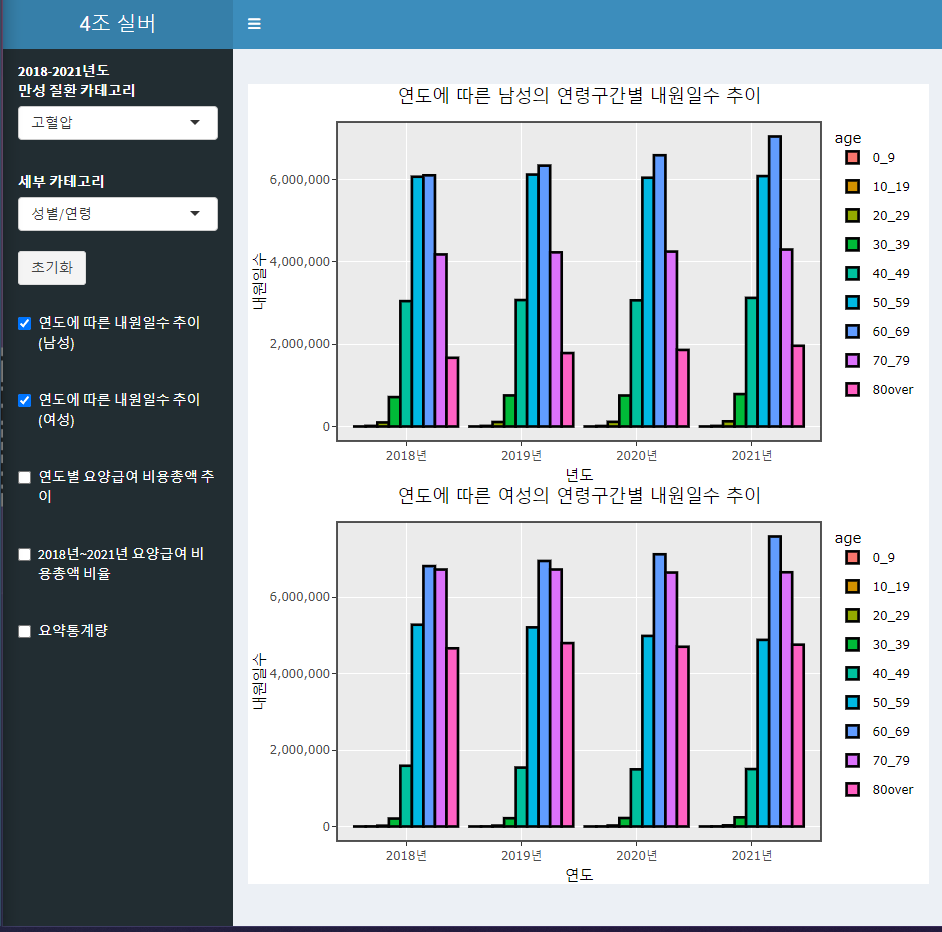 4조 실버
2018-2021년도
만성 질환 카테고리
고혈압
세부 카테고리
성별/연령
초기화
연도에 따른 내원일수 추이
(남성)
연도에 따른 내원일수 추이
(여성)
연도별 요양급여 비용총액 추
이
2018년~2021년 요양급여 비
용총액 비율
요약통계량
연도에 따른 남성의 연령구간별 내원일수 추이
내원일수
6,000,000
4,000,000
2,000,000
0
2018년
2019년
2020년
2021년
년도
age
0_9
10_19
20_29
30_39
40_49
50_59
60_69
70_79
80over
연도에 따른 여성의 연령구간별 내원일수 추이
내원일수
6,000,000
4,000,000
2,000,000
0
2018년
2019년
2020년
2021년
연도
age
0_9
10_19
20_29
30_39
40_49
50_59
60_69
70_79
80over